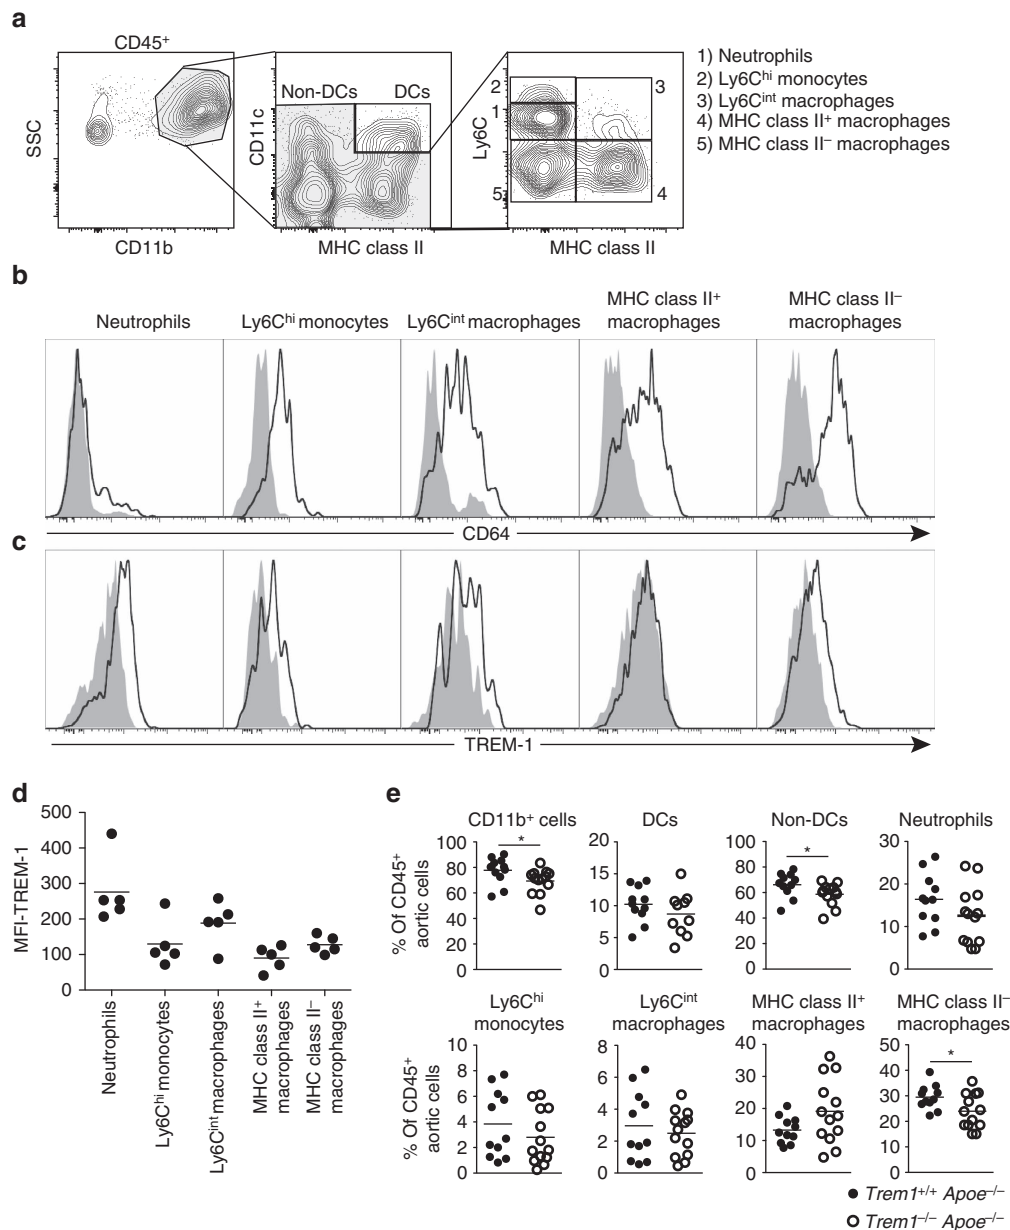 a
CD45+
SSC
CD11b
Non-DCs DCs
CD11c
MHC class II
2
1
3
5
4
Ly6C
MHC class II
1) Neutrophils
2) Ly6Chi monocytes
3) Ly6Cint macrophages
4) MHC class II+ macrophages
5) MHC class II– macrophages
b
Neutrophils
Ly6Chi monocytes
Ly6Cint macrophages
MHC class II+
macrophages
MHC class II–
macrophages
CD64
c
TREM-1
d
MFI-TREM-1
500
300
200
100
0
Neutrophils
Ly6Chi monocytes
Ly6Cint macrophages
MHC class II+
macrophages
MHC class II–
macrophages
e
% Of CD45+
aortic cells
CD11b+ cells
*
100
80
60
40
20
0
DCs
20
15
10
5
0
Non-DCs
*
100
80
60
40
20
0
Neutrophils
30
20
10
0
% Of CD45+
aortic cells
Ly6Chi
monocytes
10
8
6
4
2
0
Ly6Cint
macrophages
8
6
4
2
0
MHC class II+
macrophages
40
30
20
10
0
MHC class II–
macrophages
*
50
40
30
20
10
0
Trem1+/+ Apoe–/–
Trem1–/– Apoe–/–